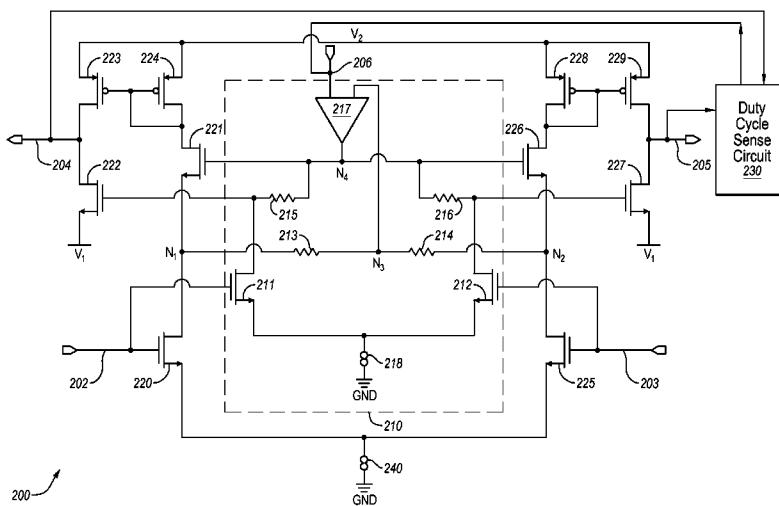 V2
223
224
206
228
229
217
Duty
Cycle
Sense
Circuit
230
221
226
204
205
222
227
N4
215
216
213
214
V1
N1
N3
N2
V1
211
212
202
220
218
GND
225
203
210
240
GND
200